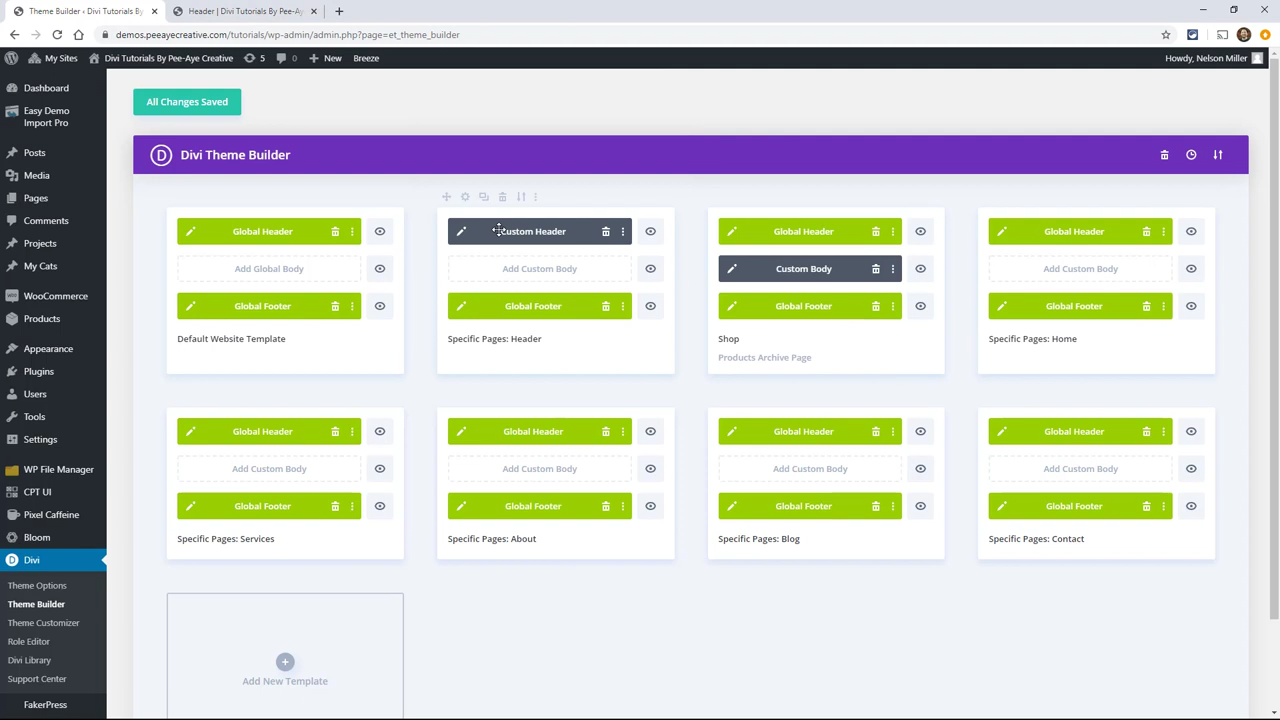 Theme Builder ‹ Divi Tutorials By
Header | Divi Tutorials By Pee-Aye
demos.peeayecreative.com/tutorials/wp-admin/admin.php?page=et_theme_builder
My Sites
Divi Tutorials By Pee-Aye Creative
5
0
New
Breeze
Howdy, Nelson Miller
Dashboard
Easy Demo
Import Pro
Posts
Media
Pages
Comments
Projects
My Cats
WooCommerce
Products
Appearance
Plugins
Users
Tools
Settings
WP File Manager
CPT UI
Pixel Caffeine
Bloom
Divi
Theme Options
Theme Builder
Theme Customizer
Role Editor
Divi Library
Support Center
FakerPress
All Changes Saved
D
Divi Theme Builder
Global Header
Add Global Body
Global Footer
Default Website Template
Custom Header
Add Custom Body
Global Footer
Specific Pages: Header
Global Header
Custom Body
Global Footer
Shop
Products Archive Page
Global Header
Add Custom Body
Global Footer
Specific Pages: Home
Global Header
Add Custom Body
Global Footer
Specific Pages: Services
Global Header
Add Custom Body
Global Footer
Specific Pages: About
Global Header
Add Custom Body
Global Footer
Specific Pages: Blog
Global Header
Add Custom Body
Global Footer
Specific Pages: Contact
Add New Template